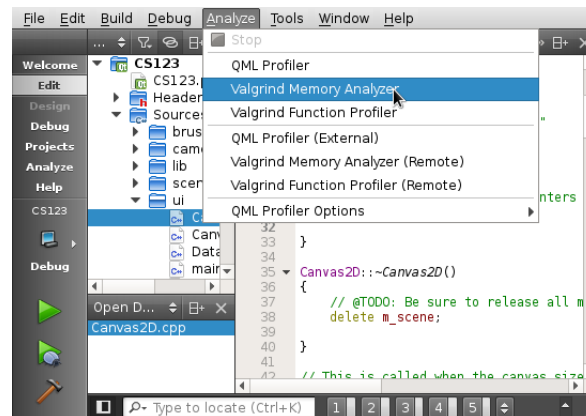 File Edit Build Debug Analyze Tools Window Help
Stop
QML Profiler
Valgrind Memory Analyzer
Valgrind Function Profiler
QML Profiler (External)
Valgrind Memory Analyzer (Remote)
Valgrind Function Profiler (Remote)
QML Profiler Options
Welcome
Edit
Design
Debug
Projects
Analyze
Help
CS123
Debug
CS123
CS123.
Header
Sources
brus
came
lib
scen
ui
Canv
Data
main
Open D...
Canvas2D.cpp
"
nters
32
33 }
34
35 Canvas2D::~Canvas2D()
36 {
37 // @TODO: Be sure to release all m
38 delete m_scene;
39
40 }
41
42 // This is called when the canvas size
Type to locate (Ctrl+K) 1 2 3 4 5